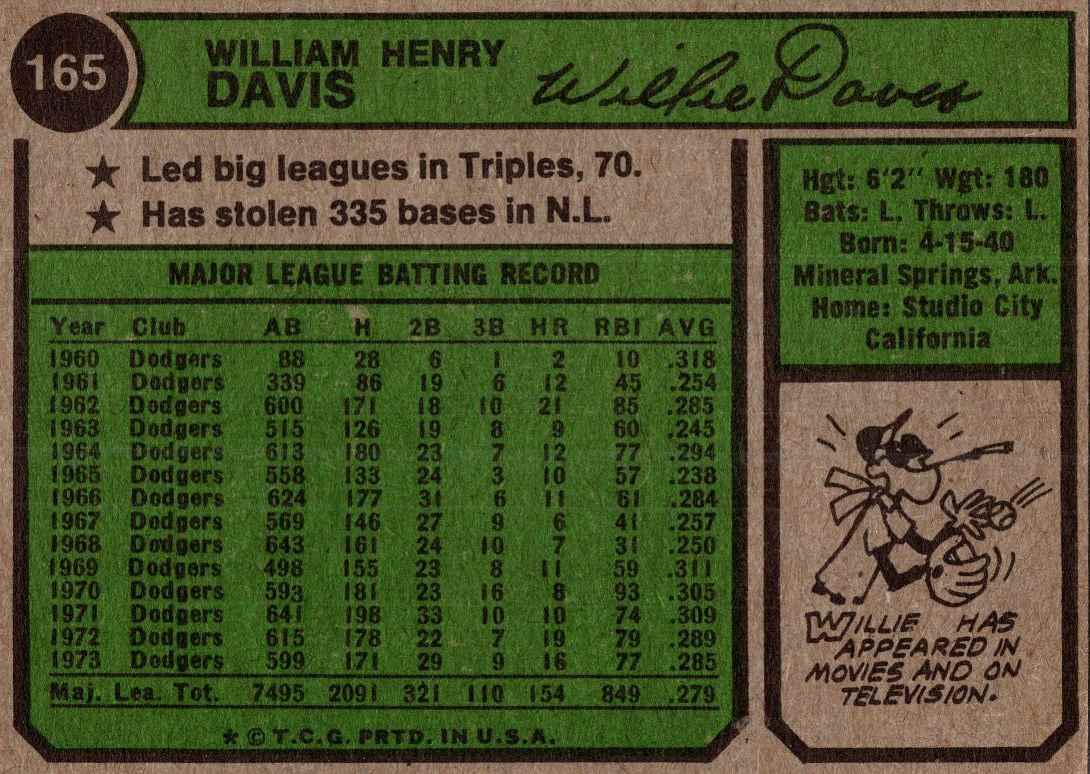 165
WILLIAM HENRY
DAVIS
Willie Davis
★ Led big leagues in Triples, 70.
★ Has stolen 335 bases in N.L.
MAJOR LEAGUE BATTING RECORD
Year Club AB H 2B 3B HR RBI AVG
1960 Dodgers 88 28 6 1 2 10 .318
1961 Dodgers 339 86 19 6 12 45 .254
1962 Dodgers 600 171 18 10 21 85 .285
1963 Dodgers 515 126 19 8 9 60 .245
1964 Dodgers 613 180 23 7 12 77 .294
1965 Dodgers 558 133 24 3 10 57 .238
1966 Dodgers 624 177 31 6 11 61 .284
1967 Dodgers 569 146 27 9 6 41 .257
1968 Dodgers 643 161 24 10 7 31 .250
1969 Dodgers 498 155 23 8 11 59 .311
1970 Dodgers 593 181 23 16 8 93 .305
1971 Dodgers 641 198 33 10 10 74 .309
1972 Dodgers 615 178 22 7 19 79 .289
1973 Dodgers 599 171 29 9 16 77 .285
Maj. Lea. Tot. 7495 2091 321 110 154 849 .279
* © T.C.G. PRTD. IN U.S.A.
Hgt: 6'2" Wgt: 180
Bats: L. Throws: L.
Born: 4-15-40
Mineral Springs, Ark.
Home: Studio City
California
WILLIE HAS
APPEARED IN
MOVIES AND ON
TELEVISION.